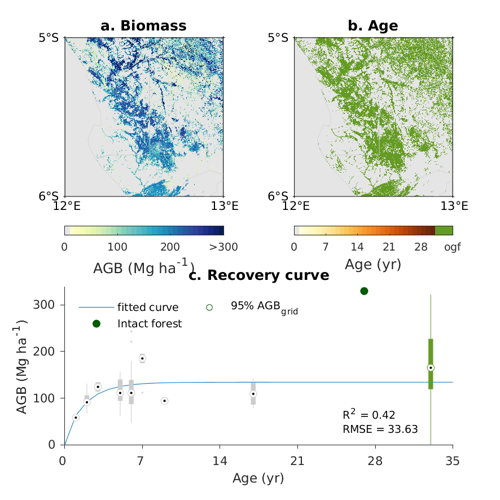 a. Biomass
b. Age
5°S
5°S
6°S
6°S
12°E
13°E
12°E
13°E
0
100
200
>300
0
7
14
21
28
ogf
AGB (Mg ha⁻¹)
Age (yr)
c. Recovery curve
fitted curve
95% AGB_grid
Intact forest
300
200
100
0
AGB (Mg ha⁻¹)
R² = 0.42
RMSE = 33.63
0
7
14
21
28
35
Age (yr)